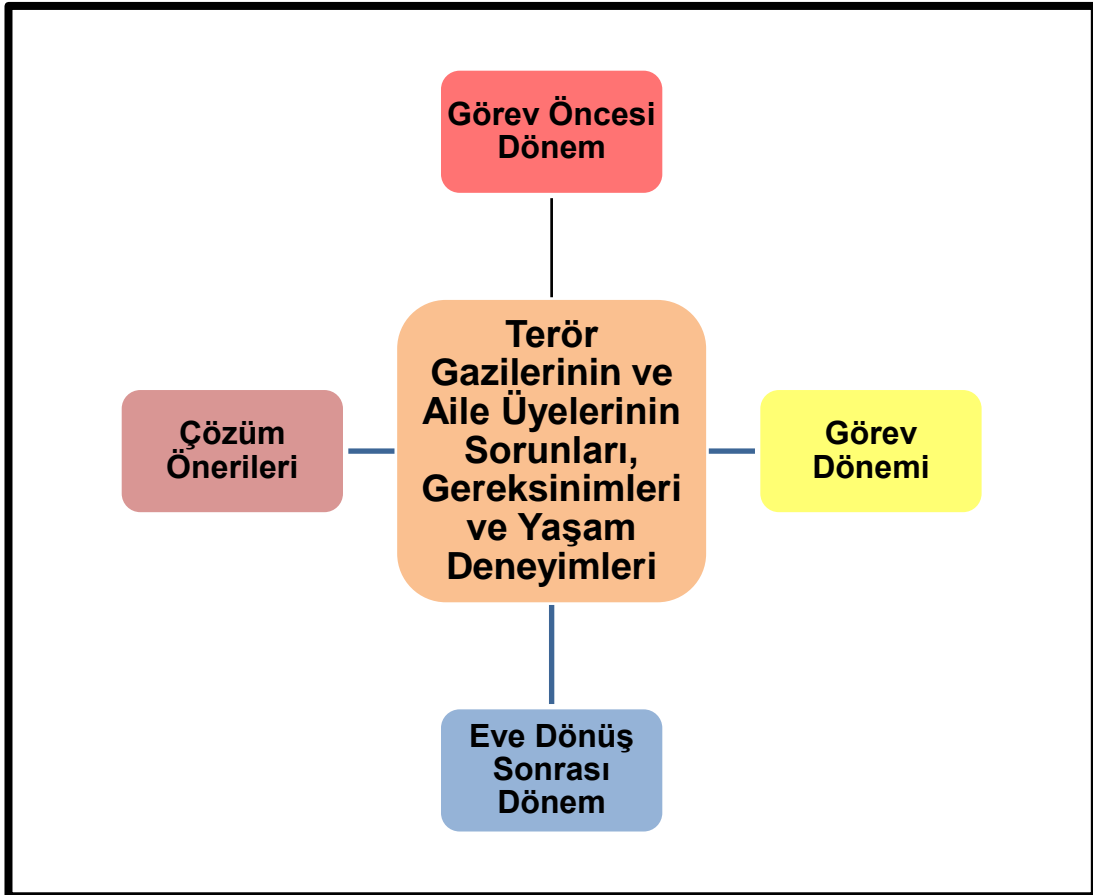 Görev Öncesi
Dönem
Terör
Gazilerinin ve
Aile Üyelerinin
Sorunları,
Gereksinimleri
ve Yaşam
Deneyimleri
Çözüm
Önerileri
Görev
Dönemi
Eve Dönüş
Sonrası
Dönem